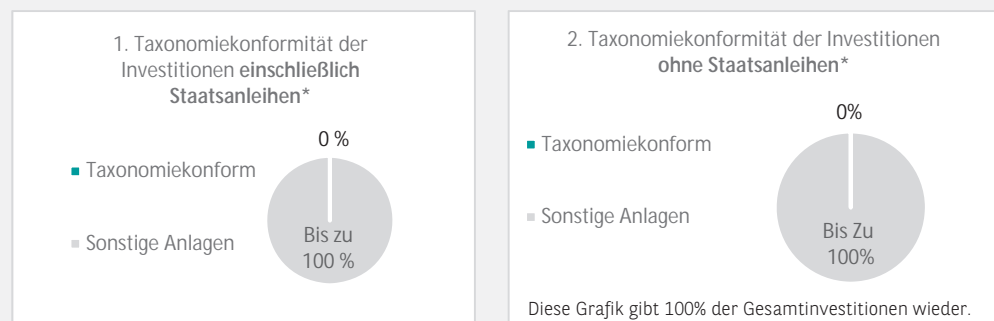 1. Taxonomiekonformität der
Investitionen einschließlich
Staatsanleihen*
0 %
Taxonomiekonform
Sonstige Anlagen
Bis zu
100 %
2. Taxonomiekonformität der Investitionen
ohne Staatsanleihen*
0%
Taxonomiekonform
Sonstige Anlagen
Bis Zu
100%
Diese Grafik gibt 100% der Gesamtinvestitionen wieder.